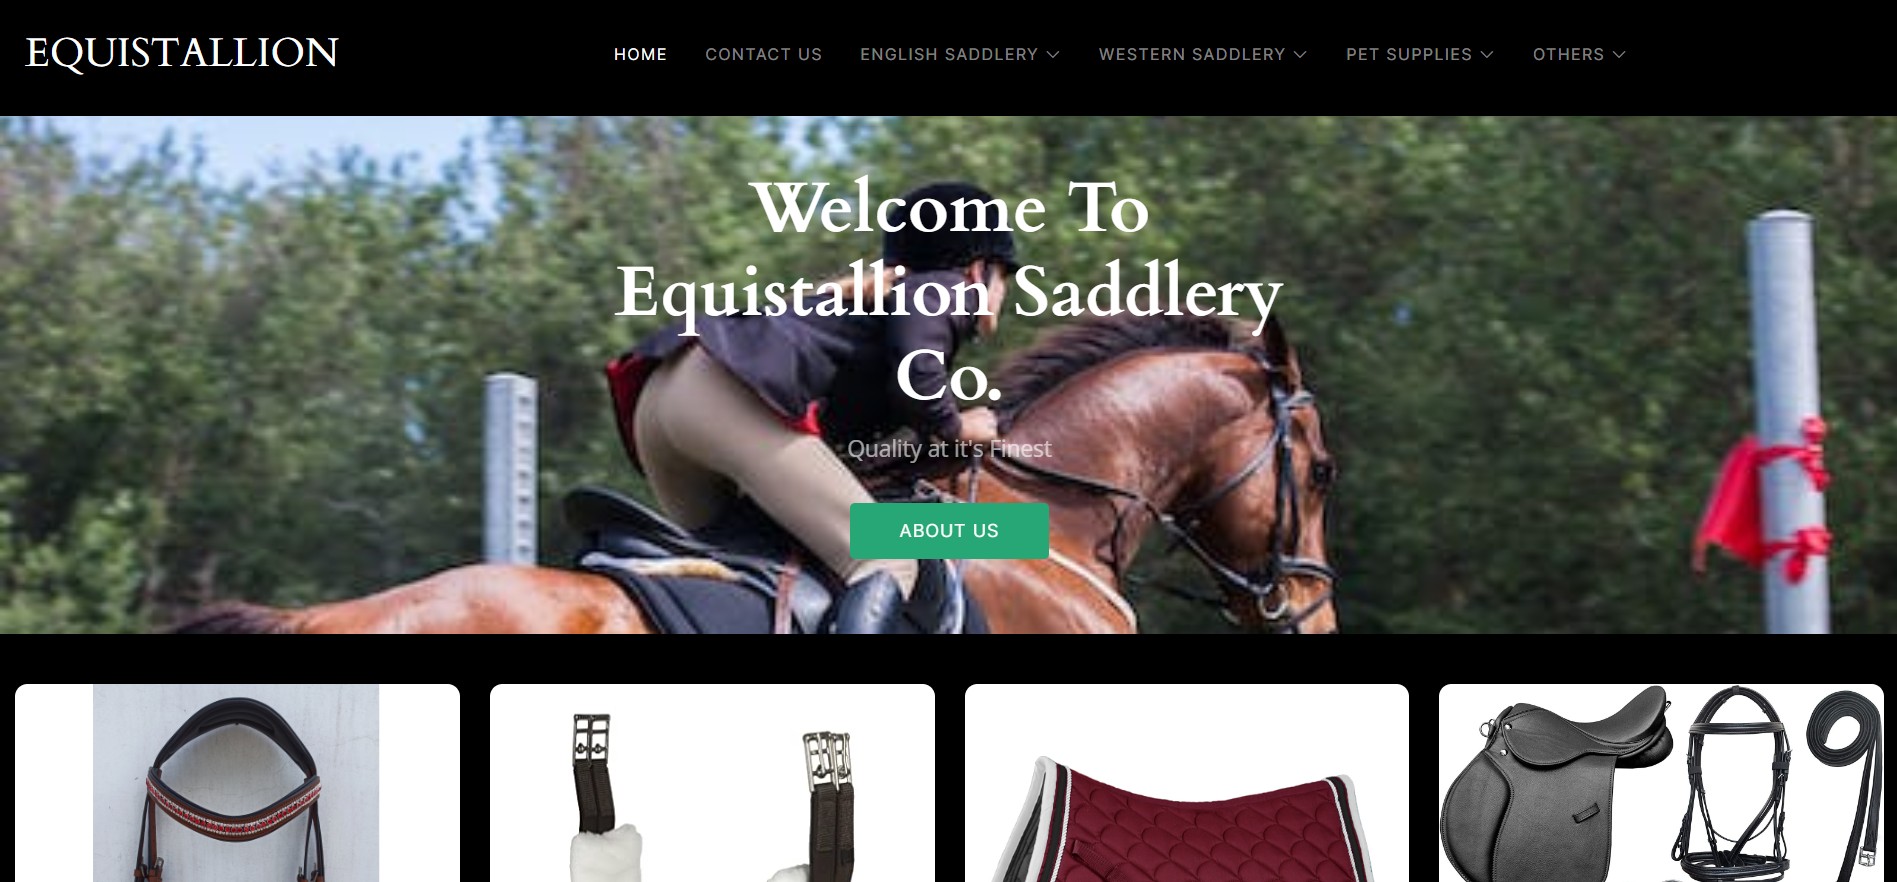 EQUISTALLION
HOME CONTACT US ENGLISH SADDLERY WESTERN SADDLERY PET SUPPLIES OTHERS
Welcome To
Equistallion Saddlery
Co.
Quality at it's Finest
ABOUT US